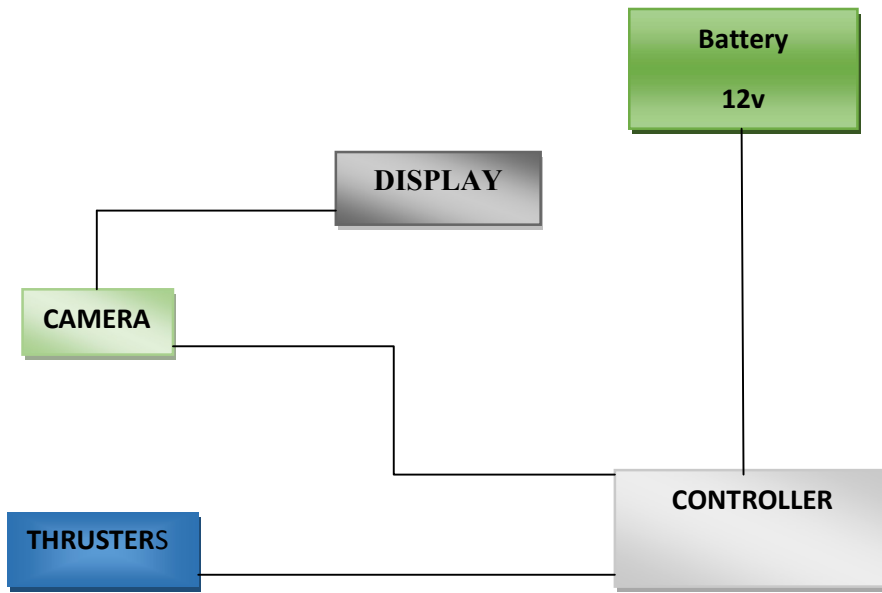 Battery
12v
DISPLAY
CAMERA
CONTROLLER
THRUSTERS